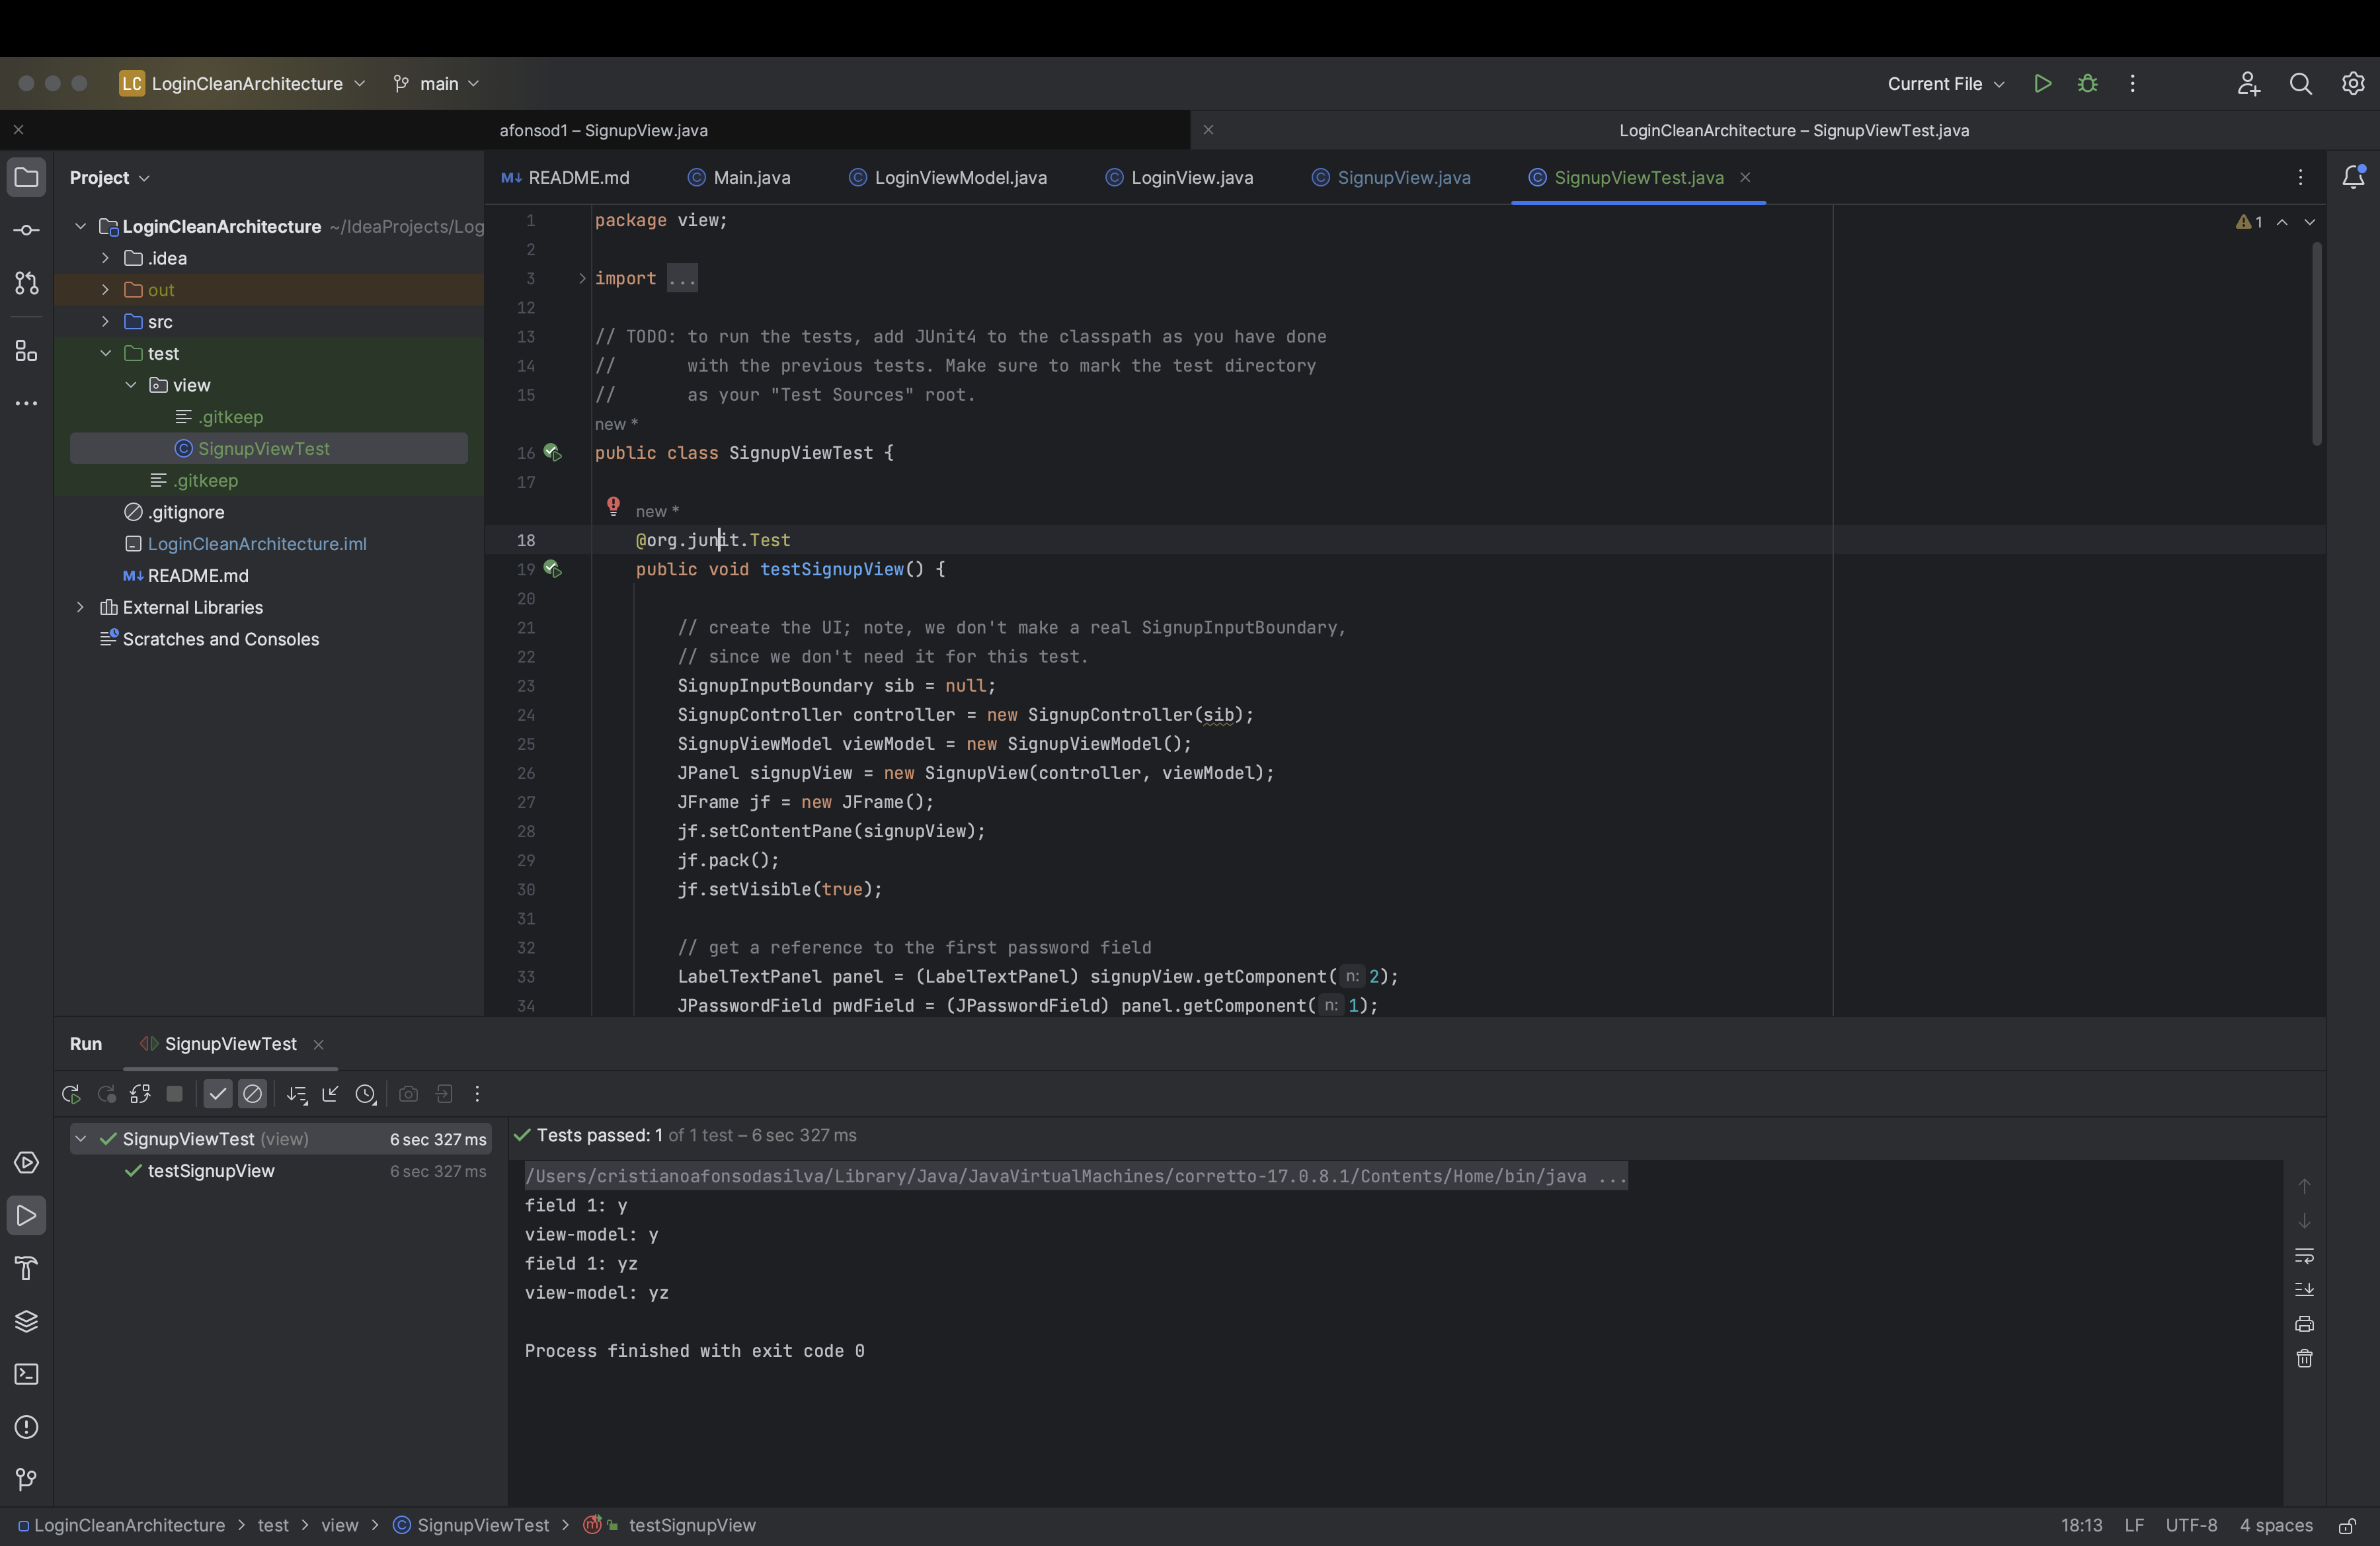 LC LoginCleanArchitecture main Current File
afonsod1 – SignupView.java
LoginCleanArchitecture – SignupViewTest.java
Project
README.md Main.java LoginViewModel.java LoginView.java SignupView.java SignupViewTest.java
LoginCleanArchitecture ~/IdeaProjects/Log
.idea
out
src
test
view
.gitkeep
SignupViewTest
.gitkeep
.gitignore
LoginCleanArchitecture.iml
README.md
External Libraries
Scratches and Consoles
1 package view;
2
3 import ...
12
13 // TODO: to run the tests, add JUnit4 to the classpath as you have done
14 //       with the previous tests. Make sure to mark the test directory
15 //       as your "Test Sources" root.
new *
16 public class SignupViewTest {
17
new *
18 @org.junit.Test
19 public void testSignupView() {
20
21 // create the UI; note, we don't make a real SignupInputBoundary,
22 // since we don't need it for this test.
23 SignupInputBoundary sib = null;
24 SignupController controller = new SignupController(sib);
25 SignupViewModel viewModel = new SignupViewModel();
26 JPanel signupView = new SignupView(controller, viewModel);
27 JFrame jf = new JFrame();
28 jf.setContentPane(signupView);
29 jf.pack();
30 jf.setVisible(true);
31
32 // get a reference to the first password field
33 LabelTextPanel panel = (LabelTextPanel) signupView.getComponent( n: 2);
34 JPasswordField pwdField = (JPasswordField) panel.getComponent( n: 1);
1
Run SignupViewTest
SignupViewTest (view) 6 sec 327 ms
testSignupView 6 sec 327 ms
Tests passed: 1 of 1 test – 6 sec 327 ms
/Users/cristianoafonsodasilva/Library/Java/JavaVirtualMachines/corretto-17.0.8.1/Contents/Home/bin/java ...
field 1: y
view-model: y
field 1: yz
view-model: yz
Process finished with exit code 0
LoginCleanArchitecture > test > view > SignupViewTest > testSignupView
18:13 LF UTF-8 4 spaces